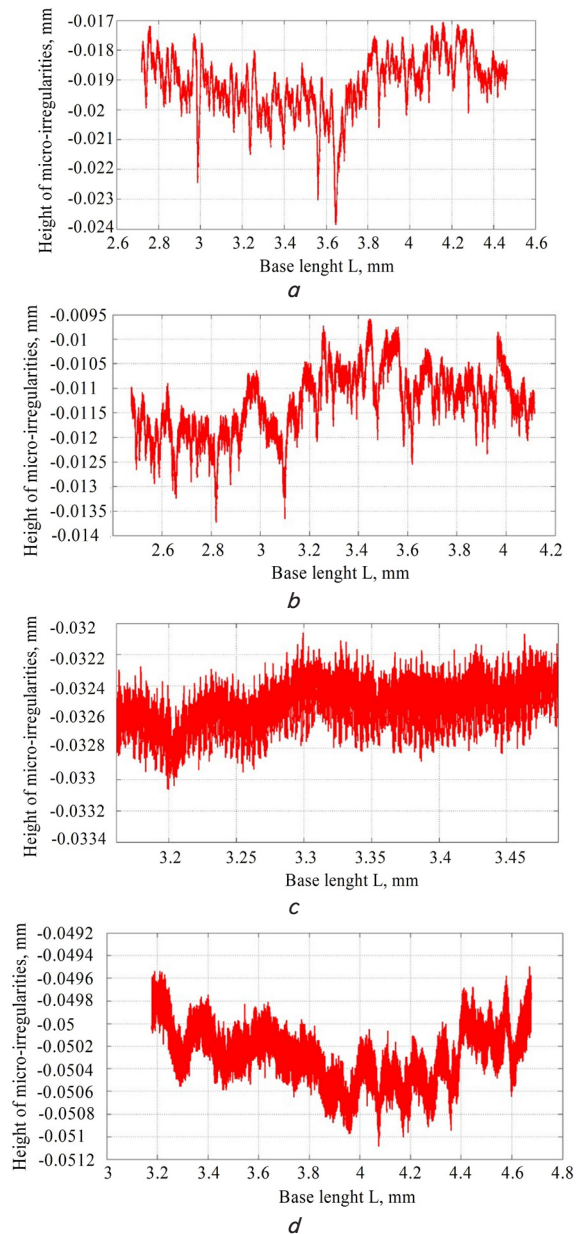 Height of micro-irregularities, mm
-0.017
-0.019
-0.019
-0.02
-0.021
-0.022
-0.022
-0.024
2.6 2.8 3 3.2 3.4 3.6 3.8 4 4.2 4.4 4.6
Base lenght L, mm
a
Height of micro-irregularities, mm
-0.0095
-0.01
-0.0105
-0.011
-0.0115
-0.012
-0.0125
-0.013
-0.0135
-0.014
2.6 2.8 3 3.2 3.4 3.6 3.8 4 4.2
Base lenght L, mm
b
Height of micro-irregularities, mm
-0.032
-0.0322
-0.0324
-0.0326
-0.0328
-0.033
-0.0332
-0.0334
3.2 3.25 3.3 3.35 3.4 3.45
Base lenght L, mm
c
Height of micro-irregularities, mm
-0.0492
-0.0494
-0.0496
-0.0498
-0.05
-0.0502
-0.0504
-0.0506
-0.0508
-0.051
-0.0512
3 3.2 3.4 3.6 3.8 4 4.2 4.4 4.6 4.8
Base lenght L, mm
d